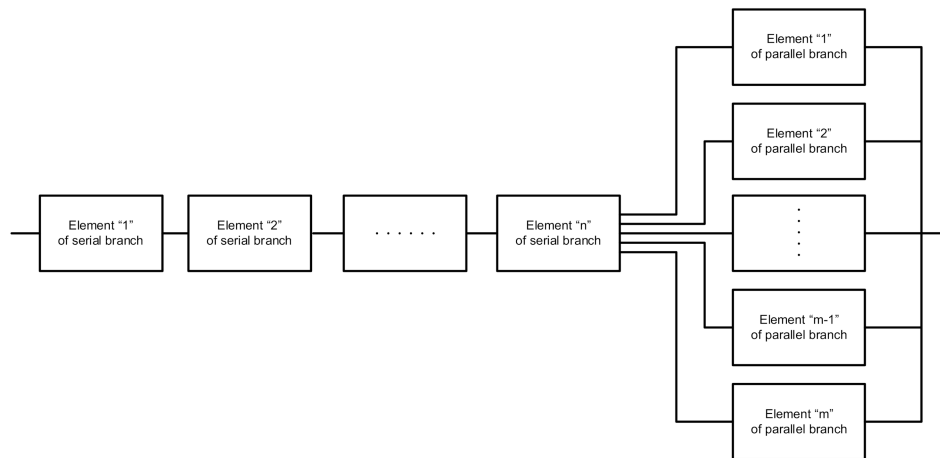 Element “1”
of parallel branch
Element “2”
of parallel branch
Element “1”
of serial branch
Element “2”
of serial branch
. . . . . .
Element “n”
of serial branch
.
.
.
.
.
Element “m-1”
of parallel branch
Element “m”
of parallel branch